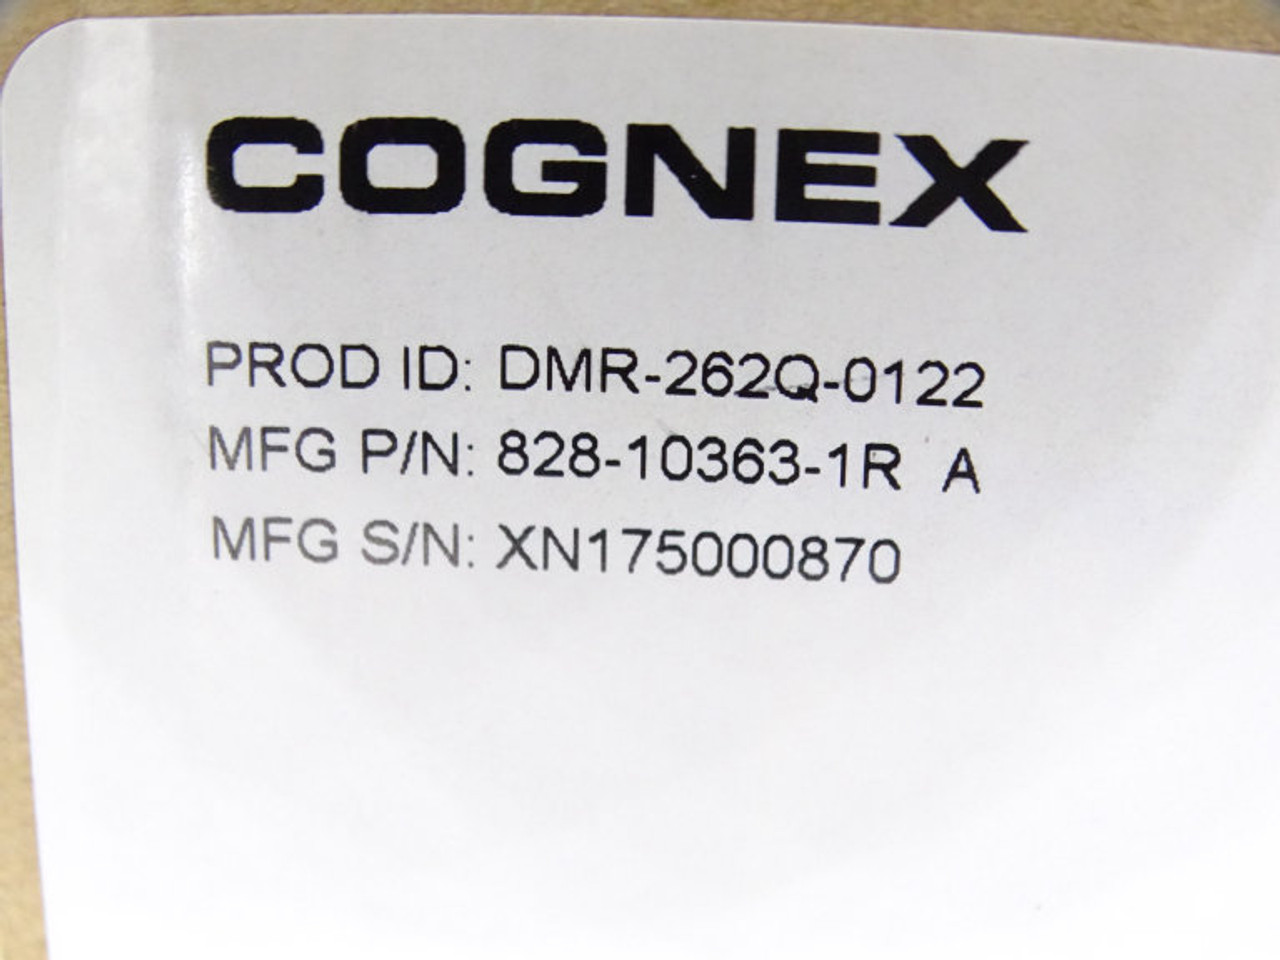 COGNEX
PROD ID: DMR-262Q-0122
MFG P/N: 828-10363-1R A
MFG S/N: XN175000870